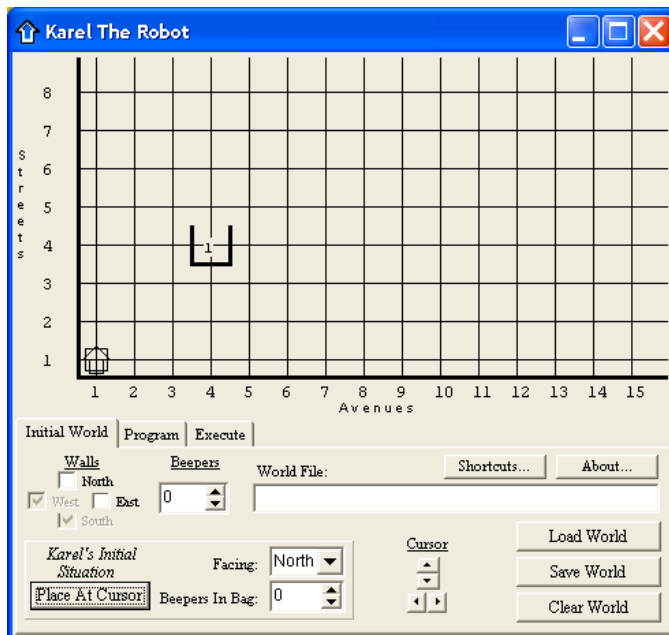 Karel The Robot
8
7
6
5
4
3
2
1
Streets
1
1 2 3 4 5 6 7 8 9 10 11 12 13 14 15
Avenues
Initial World Program Execute
Walls Beepers World File: Shortcuts... About...
North
West East 0
South
Karel's Initial Situation
Facing: North
Cursor
Load World
Place At Cursor Beepers In Bag: 0
Save World
Clear World